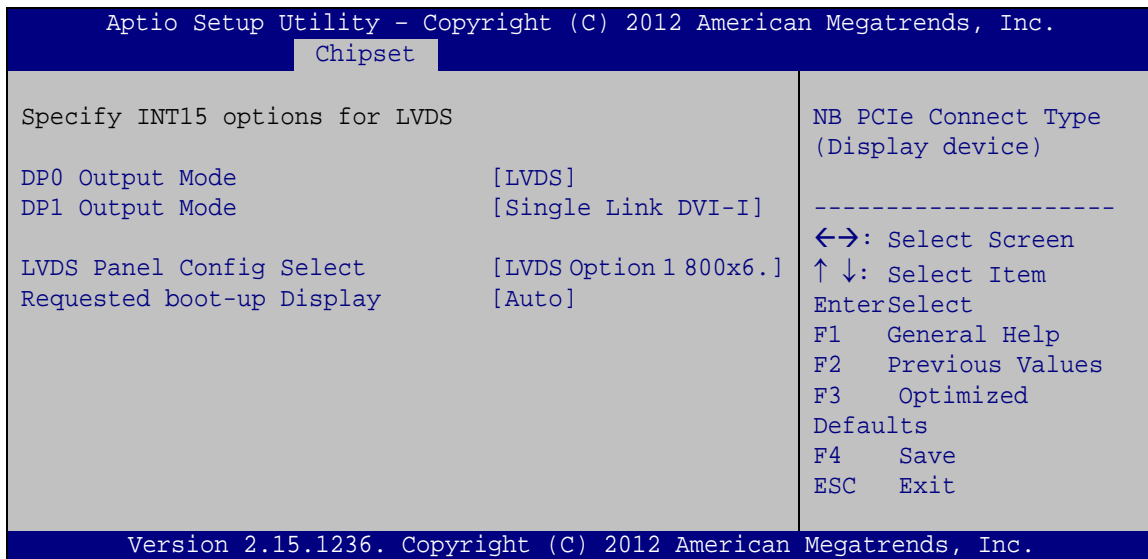 Aptio Setup Utility – Copyright (C) 2012 American Megatrends, Inc.
Chipset
Specify INT15 options for LVDS
DP0 Output Mode [LVDS]
DP1 Output Mode [Single Link DVI-I]
LVDS Panel Config Select [LVDS Option 1 800x6.]
Requested boot-up Display [Auto]
NB PCIe Connect Type
(Display device)
---------------------
←→: Select Screen
↑ ↓: Select Item
EnterSelect
F1 General Help
F2 Previous Values
F3 Optimized
Defaults
F4 Save
ESC Exit
Version 2.15.1236. Copyright (C) 2012 American Megatrends, Inc.